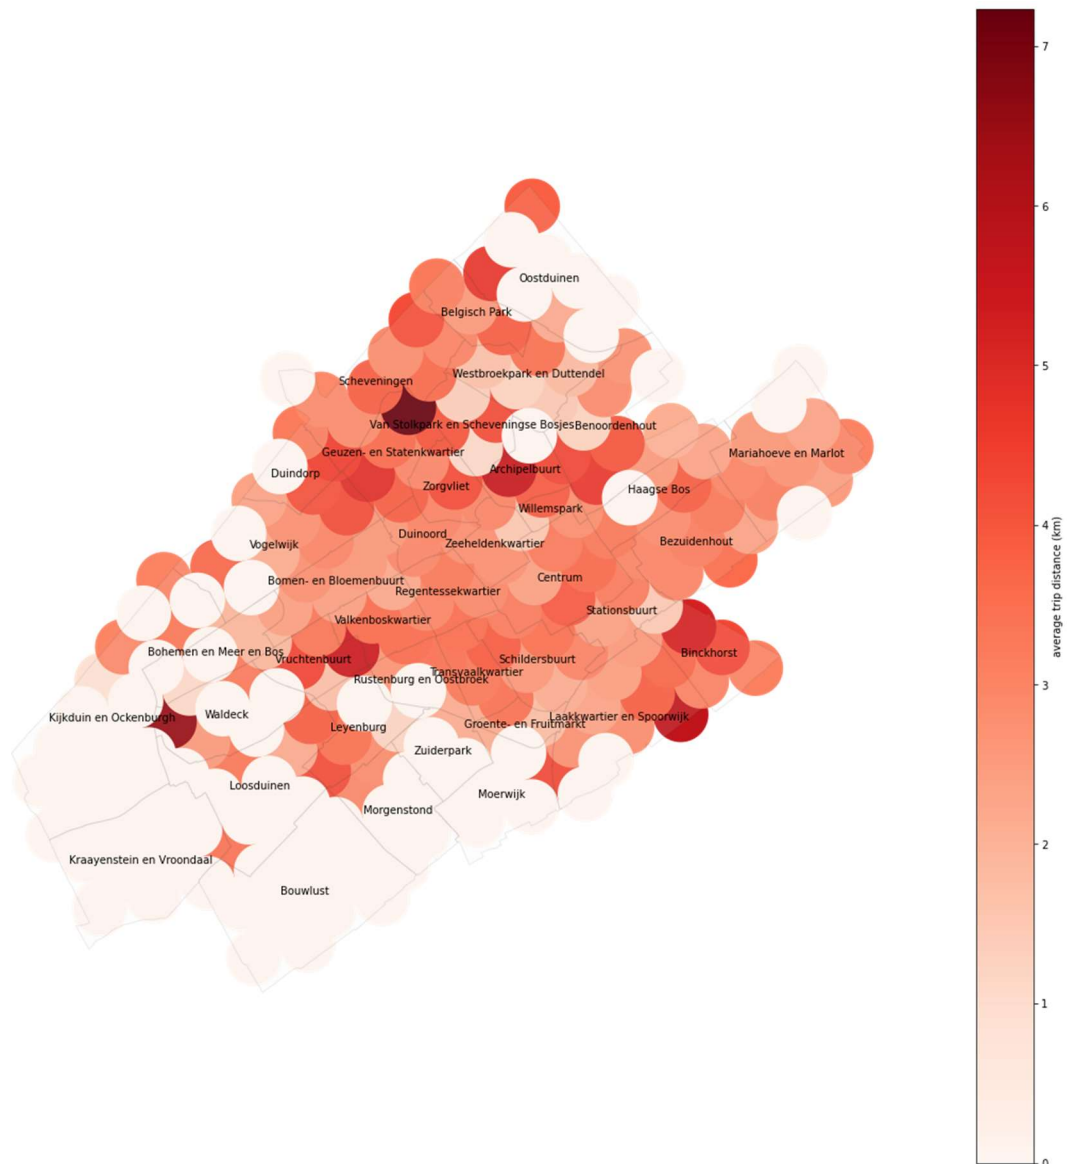 7
6
5
4
3
2
1
0
average trip distance (km)
Oostduinen
Belgisch Park
Westbroekpark en Duttendel
Scheveningen
Van Stolkpark en Scheveningse Bosjes
Benoordenhout
Geuzen- en Statenkwartier
Mariahoeve en Marlot
Archipelbuurt
Duindorp
Zorgvliet
Haagse Bos
Willemspark
Duinoord
Zeeheldenkwartier
Bezuidenhout
Vogelwijk
Centrum
Bomen- en Bloemenbuurt
Regentessekwartier
Stationsbuurt
Valkenboskwartier
Bohemen en Meer en Bos
Vruchtenbuurt
Schildersbuurt
Binckhorst
Transvaalkwartier
Rustenburg en Oostbroek
Kijkduin en Ockenburgh
Waldeck
Laakkwartier en Spoorwijk
Groente- en Fruitmarkt
Leyenburg
Zuiderpark
Loosduinen
Moerwijk
Morgenstond
Kraayenstein en Vroondaal
Bouwlust